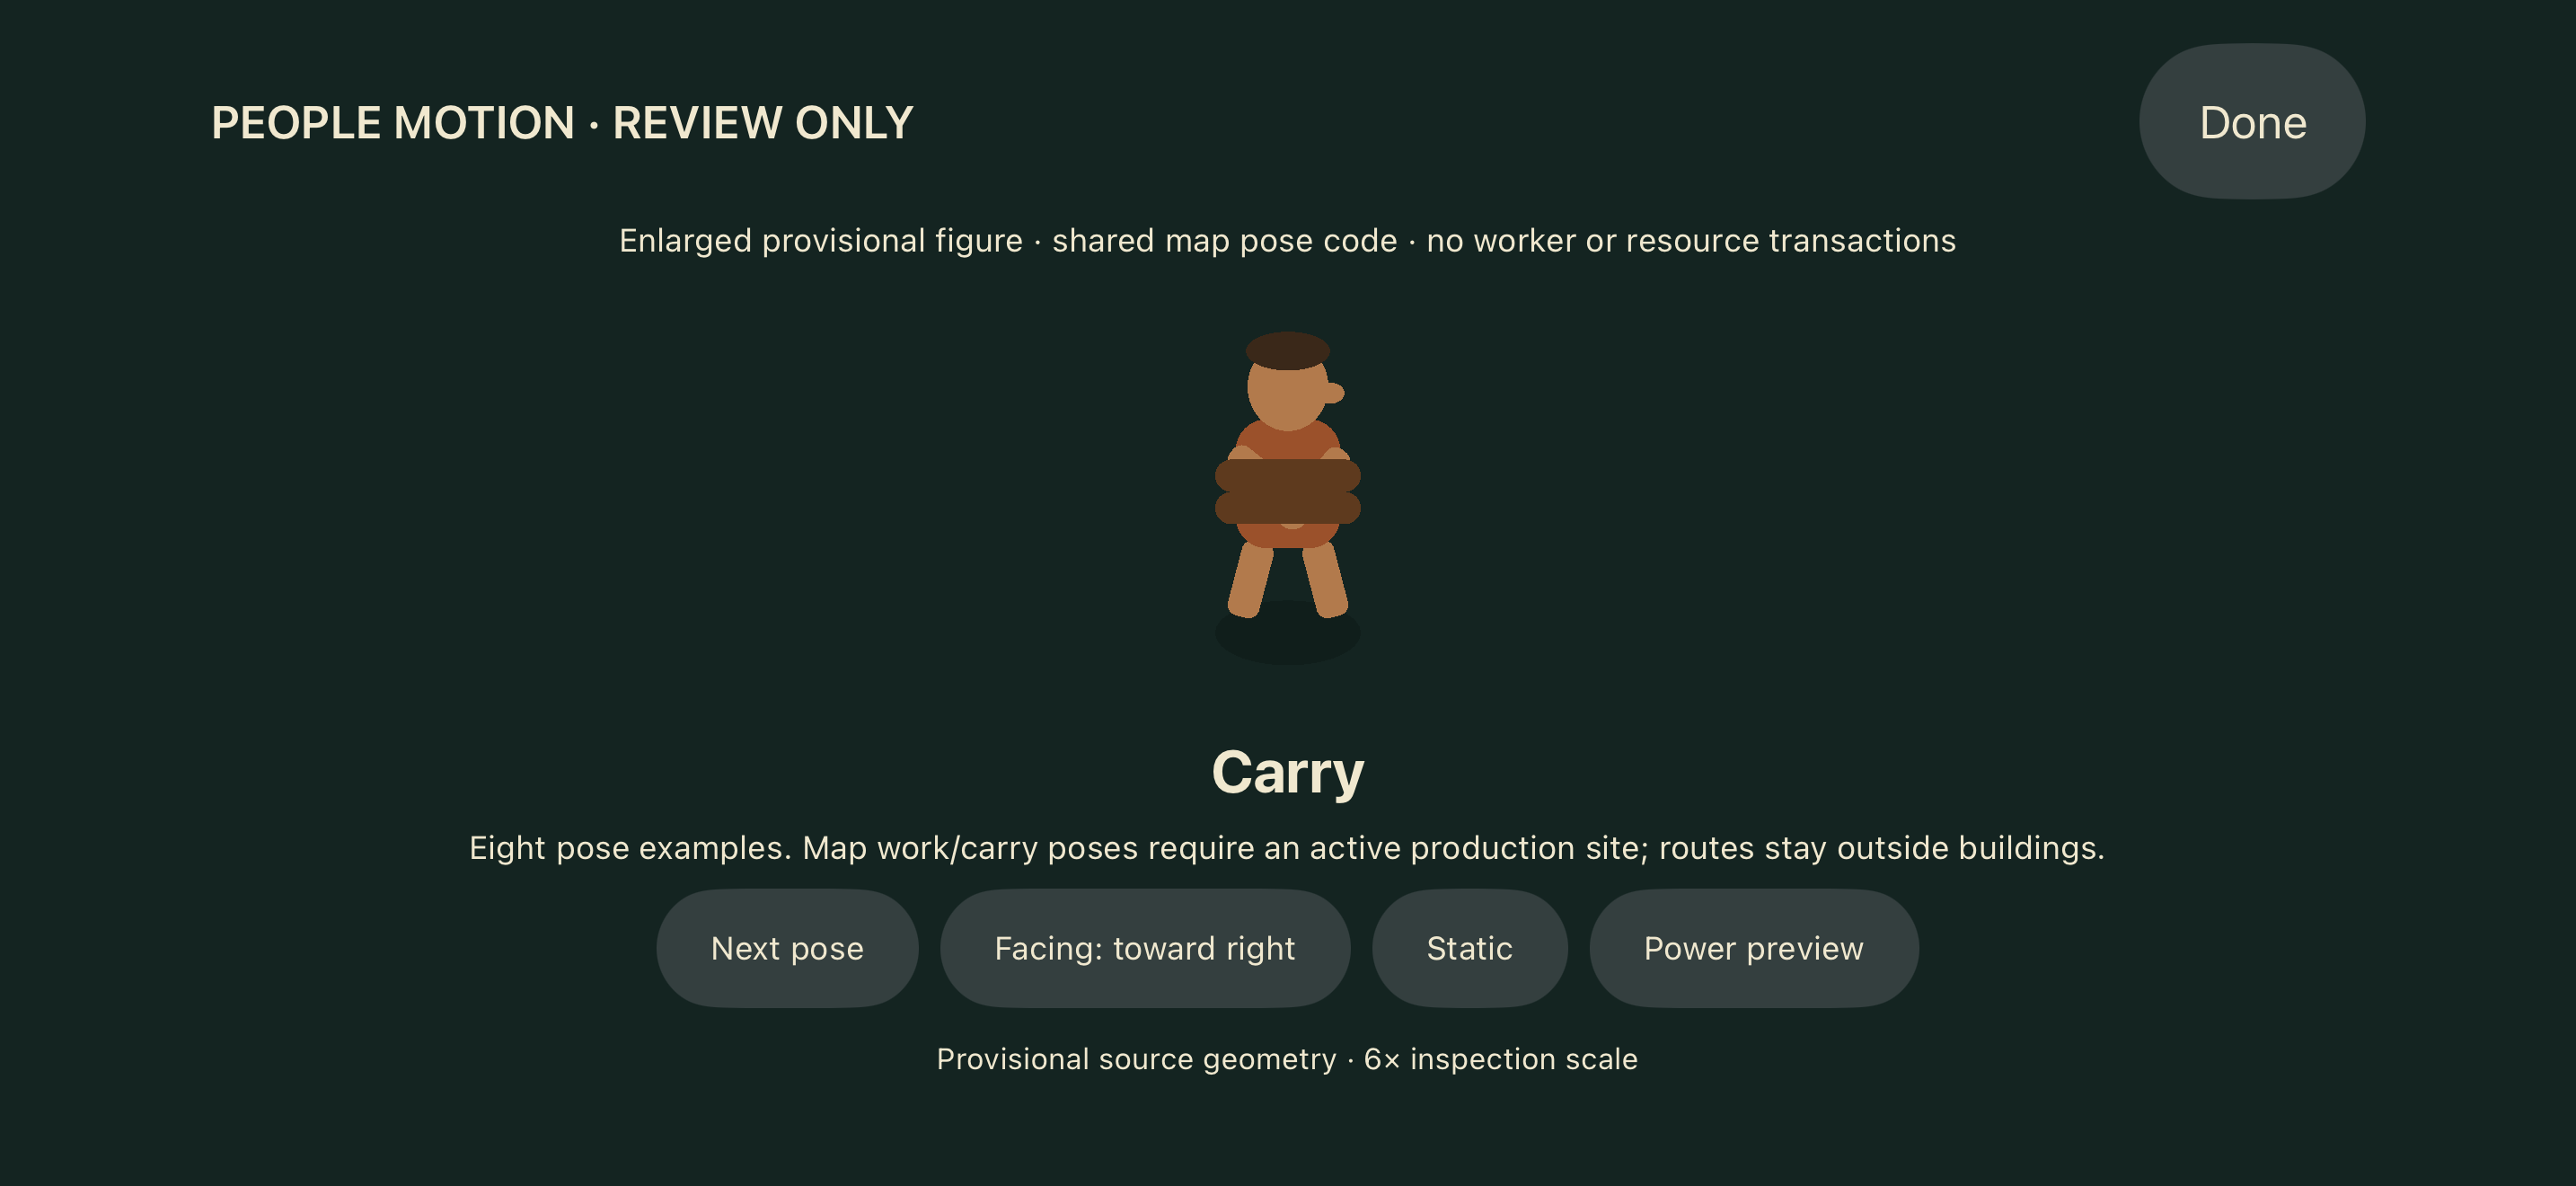 PEOPLE MOTION · REVIEW ONLY
Done
Enlarged provisional figure · shared map pose code · no worker or resource transactions
Carry
Eight pose examples. Map work/carry poses require an active production site; routes stay outside buildings.
Next pose
Facing: toward right
Static
Power preview
Provisional source geometry · 6× inspection scale